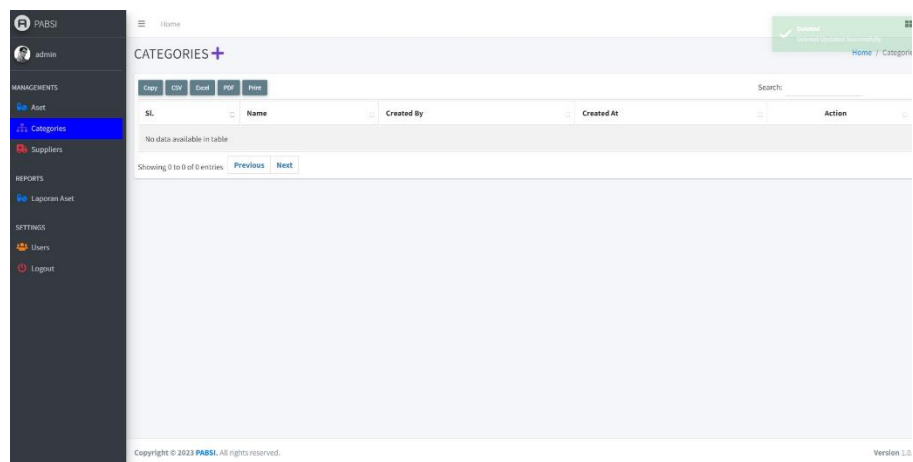 PABSI
Home
Deleted
admin
CATEGORIES
Home / Categorie
MANAGEMENTS
Aset
Categories
Suppliers
REPORTS
Laporan Aset
SETTINGS
Users
Logout
Copy CSV Excel PDF Print
Search:
Sl. Name Created By Created At Action
No data available in table
Showing 0 to 0 of 0 entries Previous Next
Copyright © 2023 PABSI. All rights reserved.
Version 1.0.